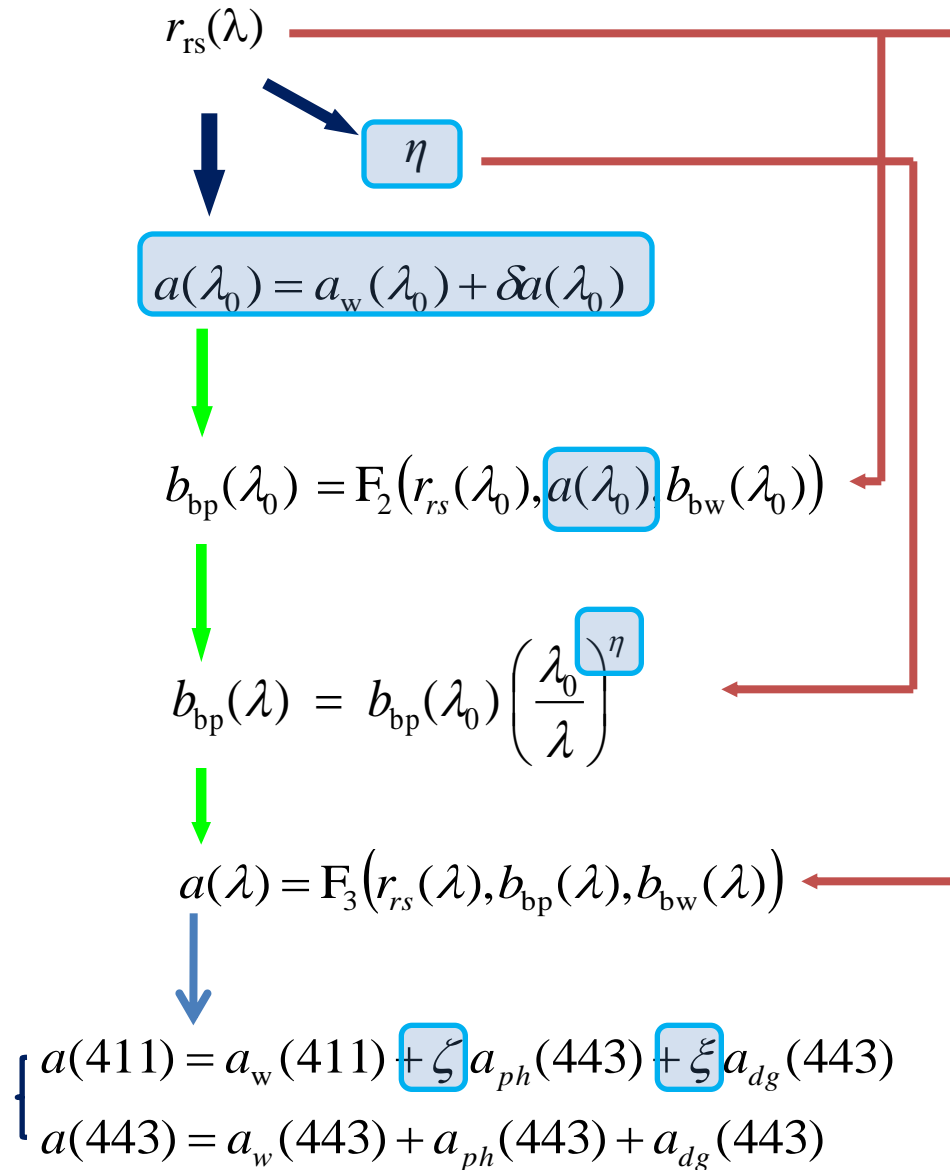 r_rs(λ)
η
a(λ_0) = a_w(λ_0) + δa(λ_0)
b_bp(λ_0) = F_2(r_rs(λ_0), a(λ_0), b_bw(λ_0))
b_bp(λ) = b_bp(λ_0) (λ_0/λ)^η
a(λ) = F_3(r_rs(λ), b_bp(λ), b_bw(λ))
a(411) = a_w(411) + ζ a_ph(443) + ξ a_dg(443)
a(443) = a_w(443) + a_ph(443) + a_dg(443)